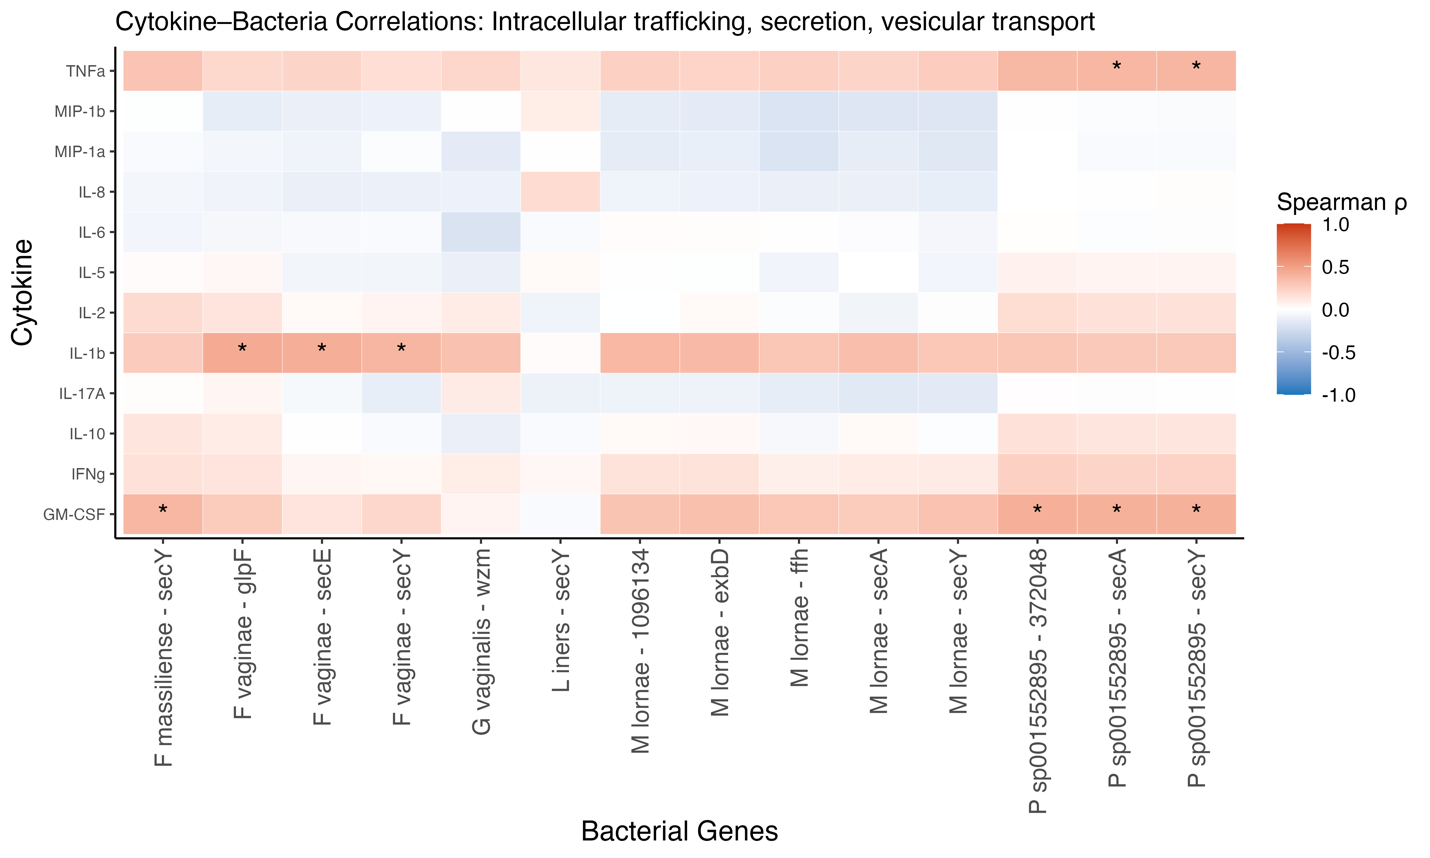 Cytokine–Bacteria Correlations: Intracellular trafficking, secretion, vesicular transport
TNFa
* *
MIP-1b
MIP-1a
IL-8
IL-6
IL-5
IL-2
IL-1b
* * *
IL-17A
IL-10
IFNg
GM-CSF
* * * *
Cytokine
F massiliense - secY
F vaginae - glpF
F vaginae - secE
F vaginae - secY
G vaginalis - wzm
L iners - secY
M lornae - 1096134
M lornae - exbD
M lornae - ffh
M lornae - secA
M lornae - secY
P sp001552895 - 372048
P sp001552895 - secA
P sp001552895 - secY
Bacterial Genes
Spearman ρ
1.0
0.5
0.0
-0.5
-1.0